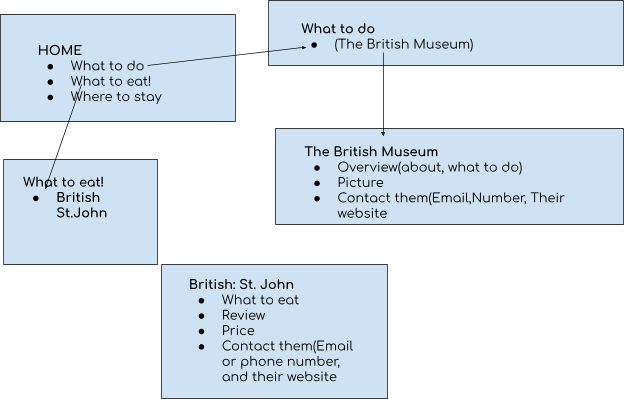 HOME
● What to do
● What to eat!
● Where to stay
What to do
● (The British Museum)
The British Museum
● Overview(about, what to do)
● Picture
● Contact them(Email,Number, Their
website
What to eat!
● British
St.John
British: St. John
● What to eat
● Review
● Price
● Contact them(Email
or phone number,
and their website